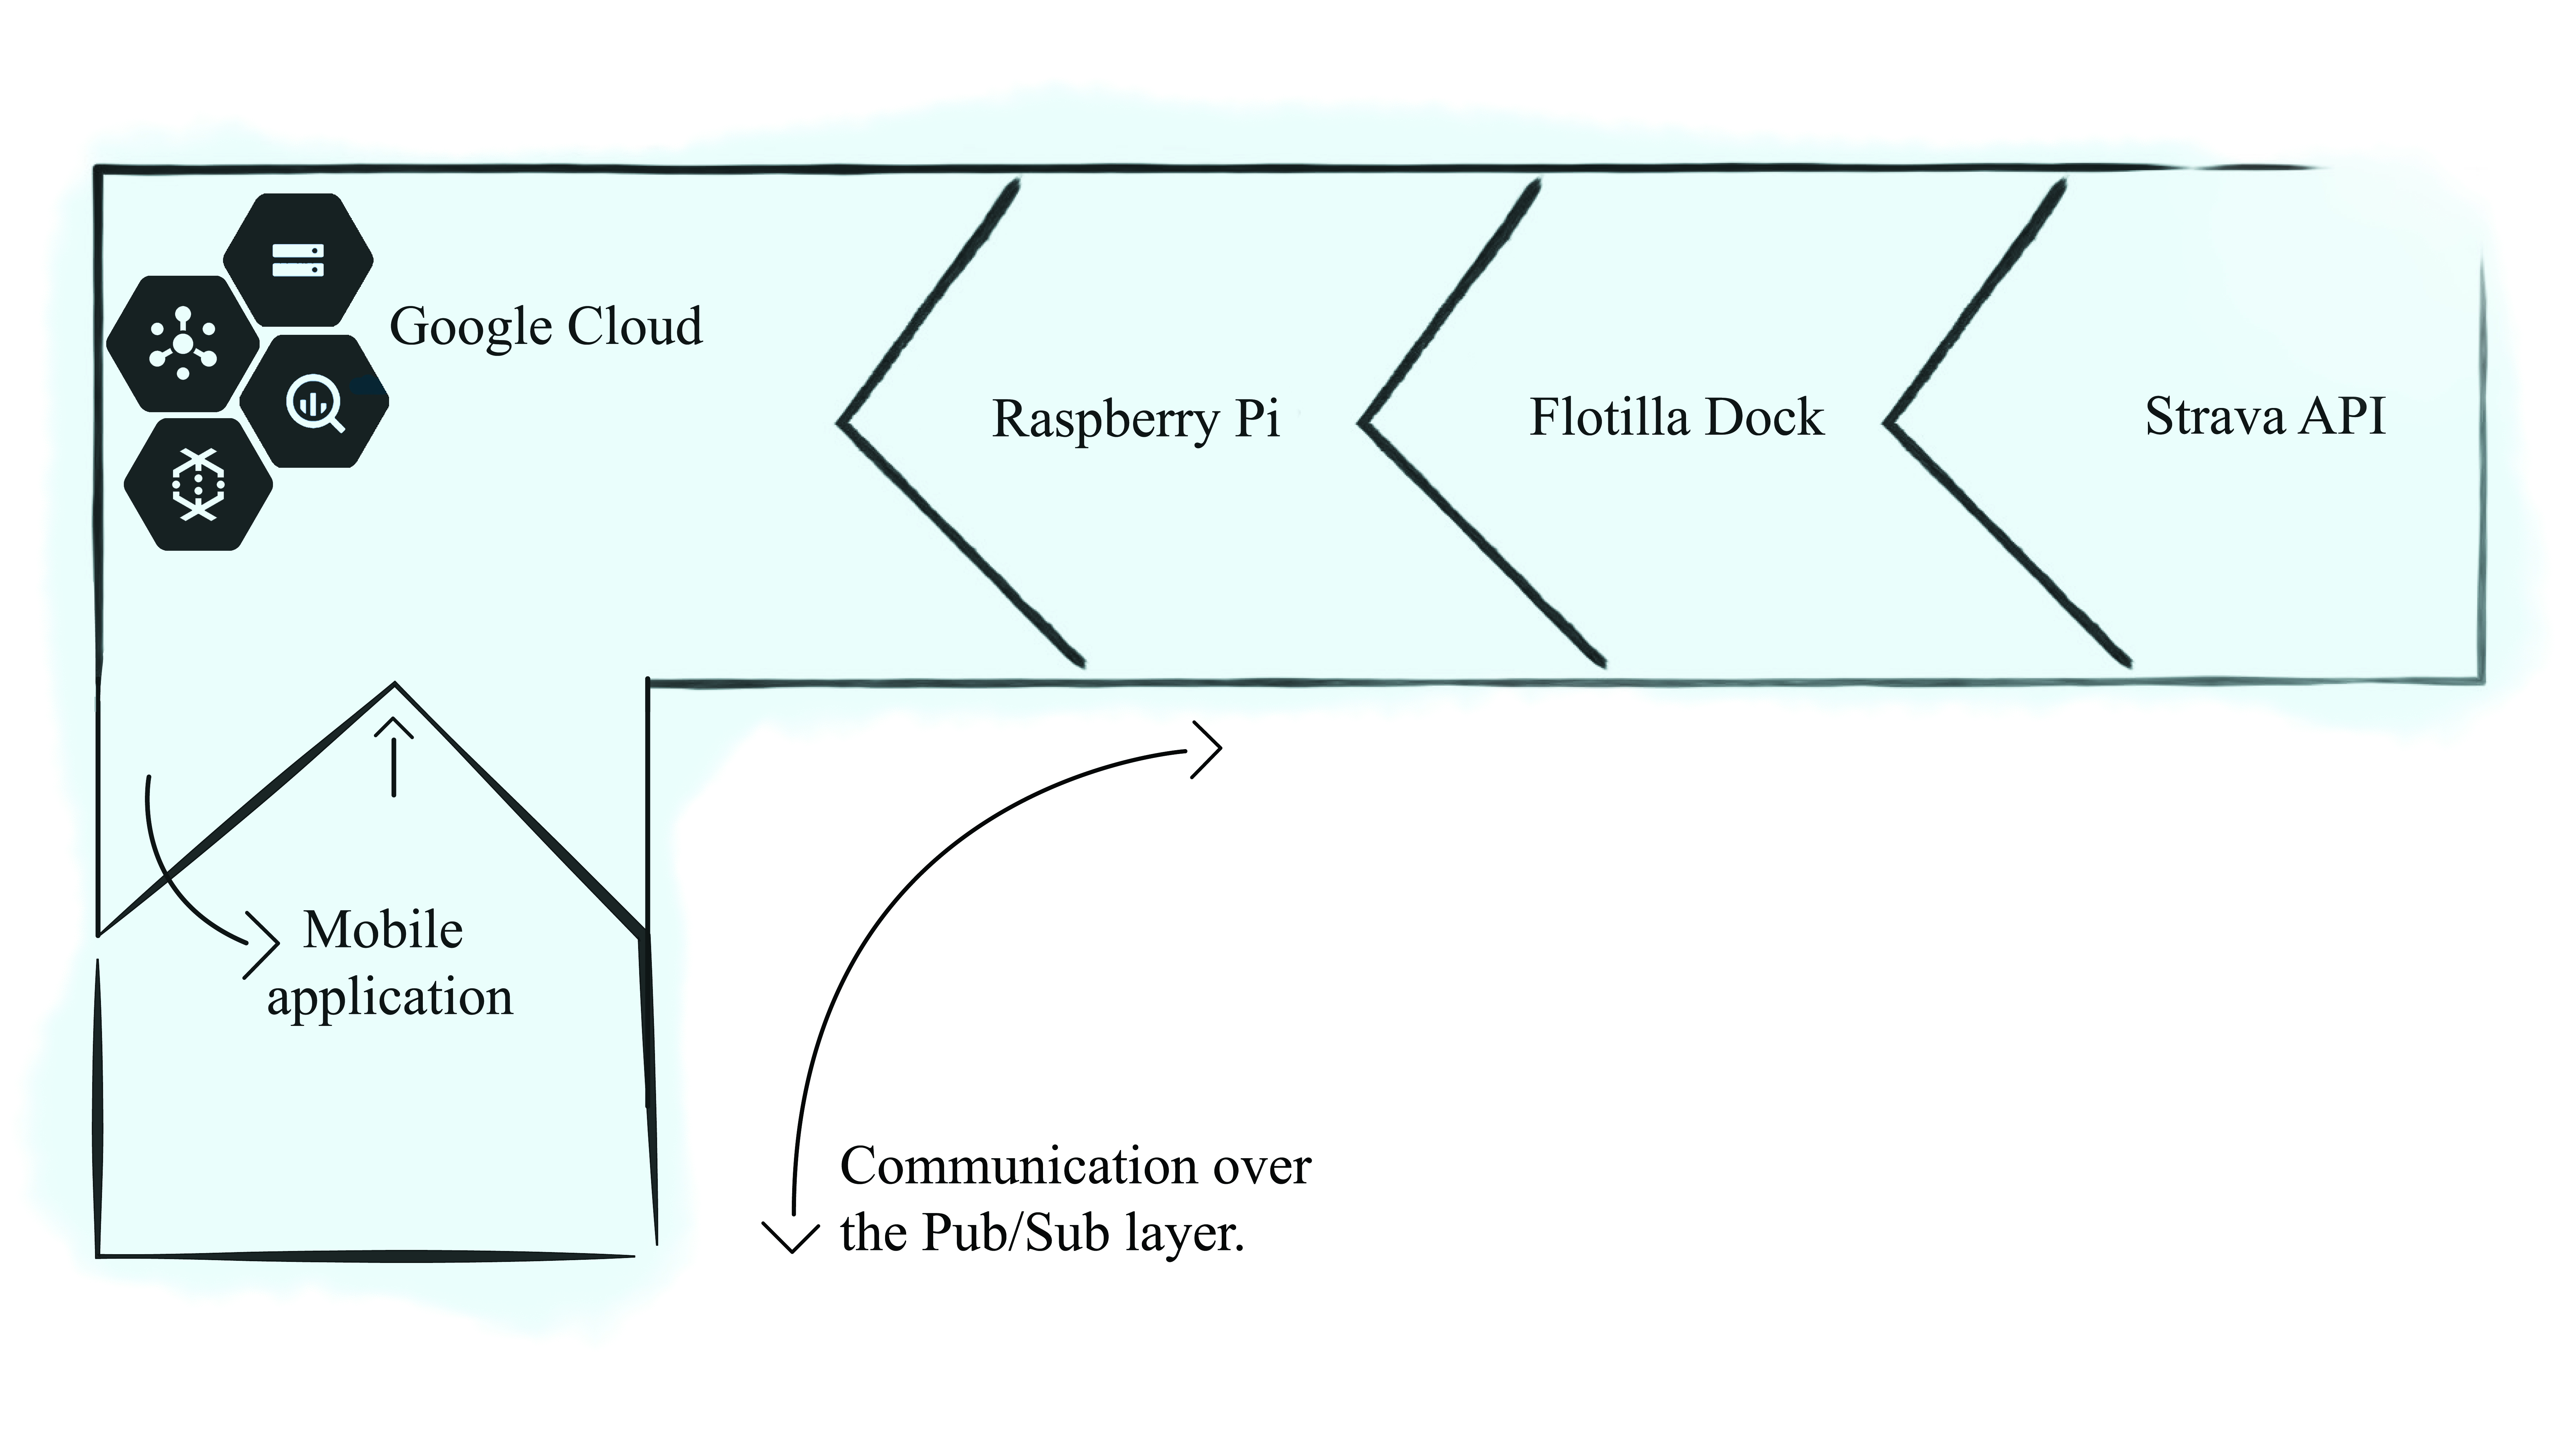 Google Cloud
Raspberry Pi
Flotilla Dock
Strava API
Mobile
application
Communication over
the Pub/Sub layer.